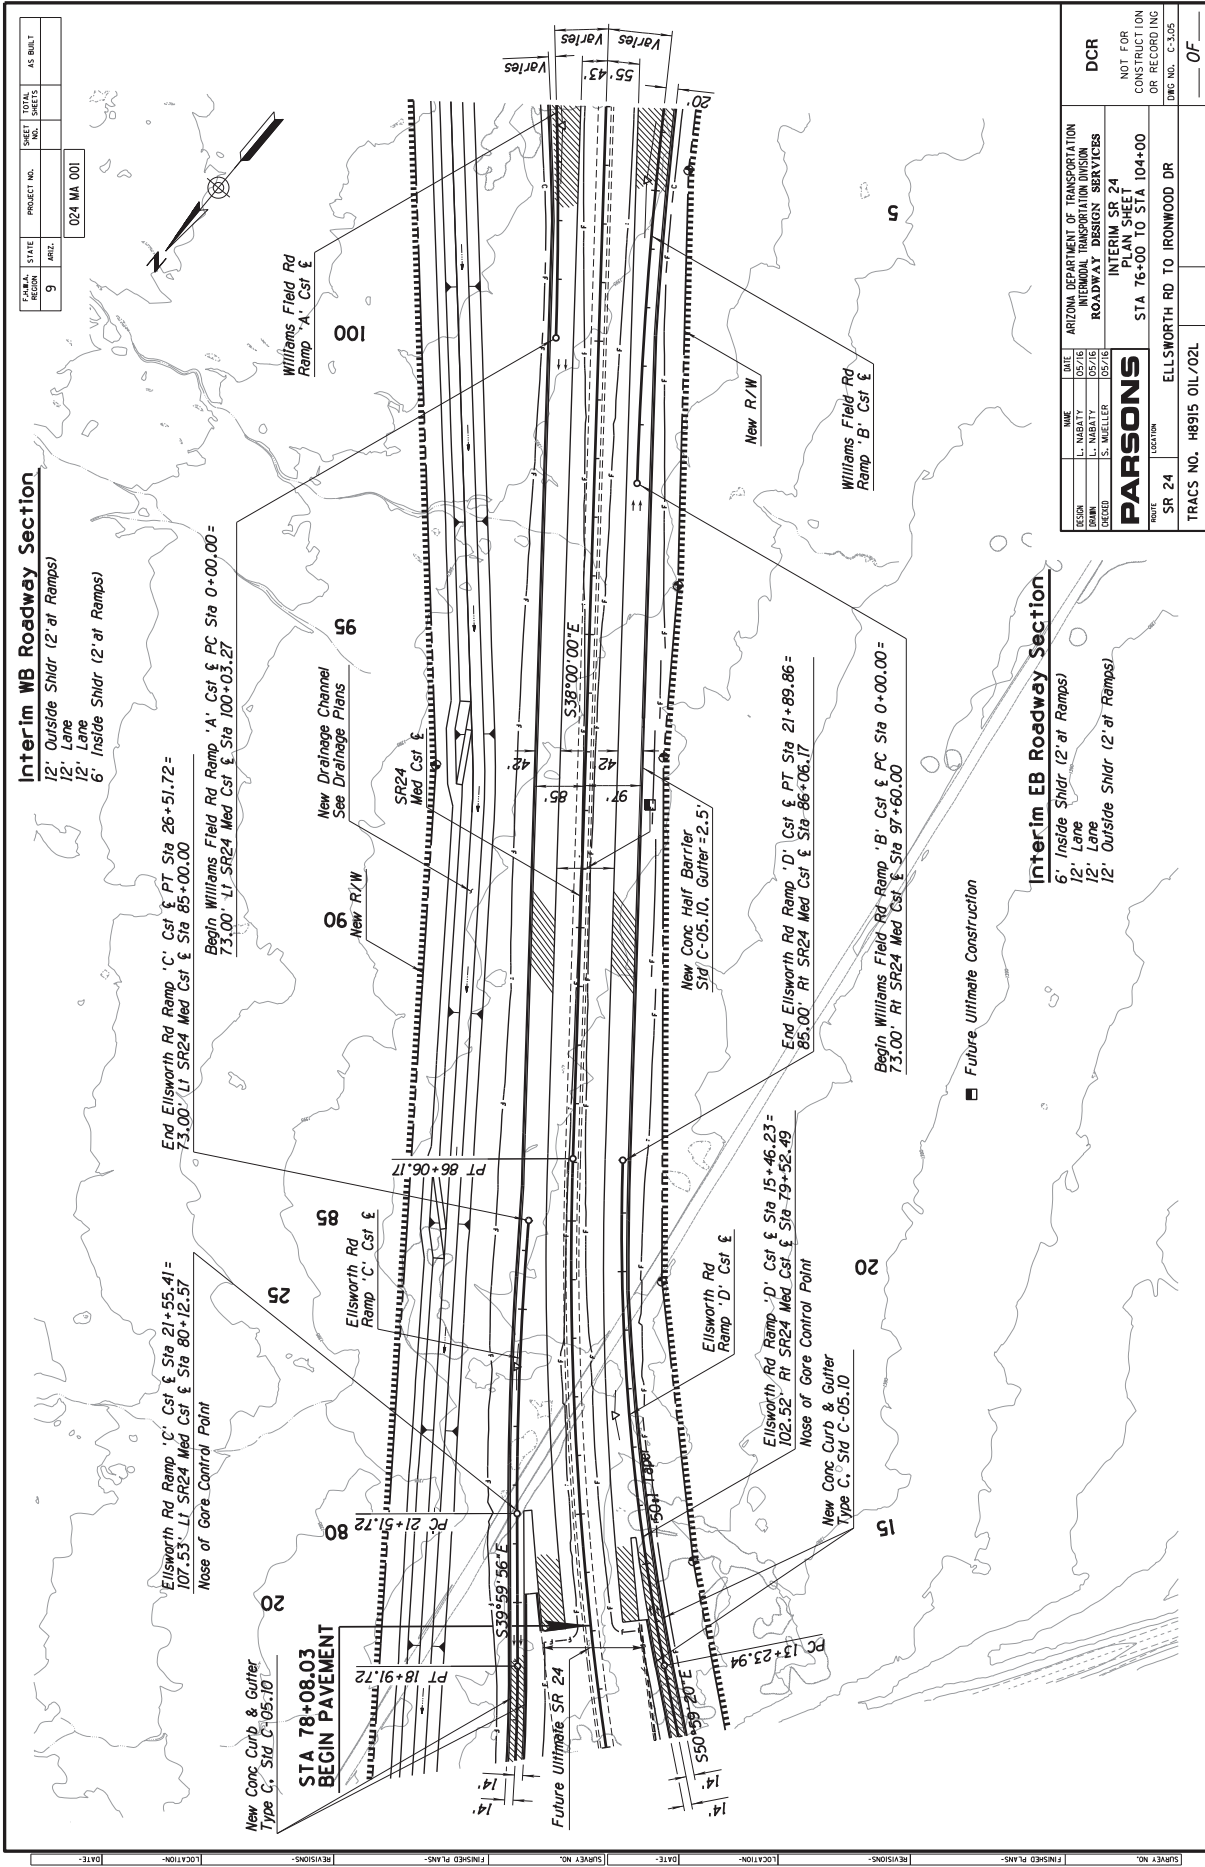 F.H.W.A. REGION
STATE
PROJECT NO.
SHEET NO.
TOTAL SHEETS
AS BUILT
9
ARIZ.
024 MA 001
N
Interim WB Roadway Section
12' Outside Shldr (2' at Ramps)
12' Lane
12' Lane
6' Inside Shldr (2' at Ramps)
Ellsworth Rd Ramp 'C' Cst ℄ Sta 21+55.41=
107.53' Lt SR24 Med Cst ℄ Sta 80+12.57
Nose of Gore Control Point
End Ellsworth Rd Ramp 'C' Cst ℄ PT Sta 26+51.72=
73.00' Lt SR24 Med Cst ℄ Sta 85+00.00
Begin Williams Field Rd Ramp 'A' Cst ℄ PC Sta 0+00.00=
73.00' Lt SR24 Med Cst ℄ Sta 100+03.27
Williams Field Rd
Ramp 'A' Cst ℄
New Conc Curb & Gutter
Type C, Std C-05.10
STA 78+08.03
BEGIN PAVEMENT
Ellsworth Rd
Ramp 'C' Cst ℄
New Drainage Channel
See Drainage Plans
New R/W
SR24
Med Cst ℄
20
25
80
85
90
95
100
PT 18+91.72
PC 21+51.72
S39°59'56"E
PT 86+06.17
S38°00'00"E
42'
42'
85'
97'
14'
14'
14'
14'
Varies
Varies
Varies
43'
55'
20'
Future Ultimate SR 24
S50°59'20"E
PC 13+23.94
50:1 Taper
New Conc Half Barrier
Std C-05.10, Gutter=2.5'
New R/W
Ellsworth Rd
Ramp 'D' Cst ℄
Ellsworth Rd Ramp 'D' Cst ℄ Sta 15+46.23=
102.52' Rt SR24 Med Cst ℄ Sta 79+52.49
Nose of Gore Control Point
New Conc Curb & Gutter
Type C, Std C-05.10
End Ellsworth Rd Ramp 'D' Cst ℄ PT Sta 21+89.86=
85.00' Rt SR24 Med Cst ℄ Sta 86+06.17
Begin Williams Field Rd Ramp 'B' Cst ℄ PC Sta 0+00.00=
73.00' Rt SR24 Med Cst ℄ Sta 97+60.00
Williams Field Rd
Ramp 'B' Cst ℄
15
20
5
Future Ultimate Construction
Interim EB Roadway Section
6' Inside Shldr (2' at Ramps)
12' Lane
12' Lane
12' Outside Shldr (2' at Ramps)
NAME
DATE
DESIGN
L. NABATY
05/16
DRAWN
L. NABATY
05/16
CHECKED
S. MUELLER
05/16
PARSONS
ARIZONA DEPARTMENT OF TRANSPORTATION
INTERMODAL TRANSPORTATION DIVISION
ROADWAY DESIGN SERVICES
INTERIM SR 24
PLAN SHEET
STA 76+00 TO STA 104+00
DCR
NOT FOR
CONSTRUCTION
OR RECORDING
ROUTE
SR 24
LOCATION
ELLSWORTH RD TO IRONWOOD DR
DWG NO. C-3.05
TRACS NO. H8915 01L/02L
OF
SURVEY NO.
FINISHED PLANS-
REVISIONS-
LOCATION-
DATE-
SURVEY NO.
FINISHED PLANS-
REVISIONS-
LOCATION-
DATE-